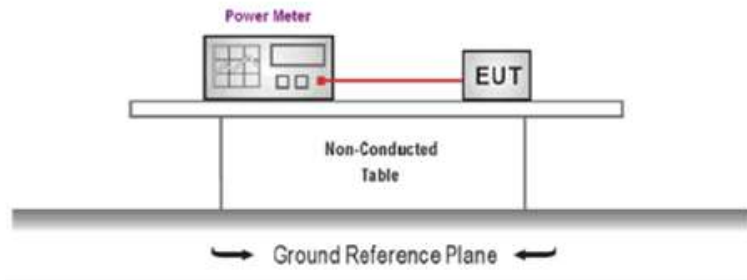 Power Meter
EUT
Non-Conducted
Table
Ground Reference Plane